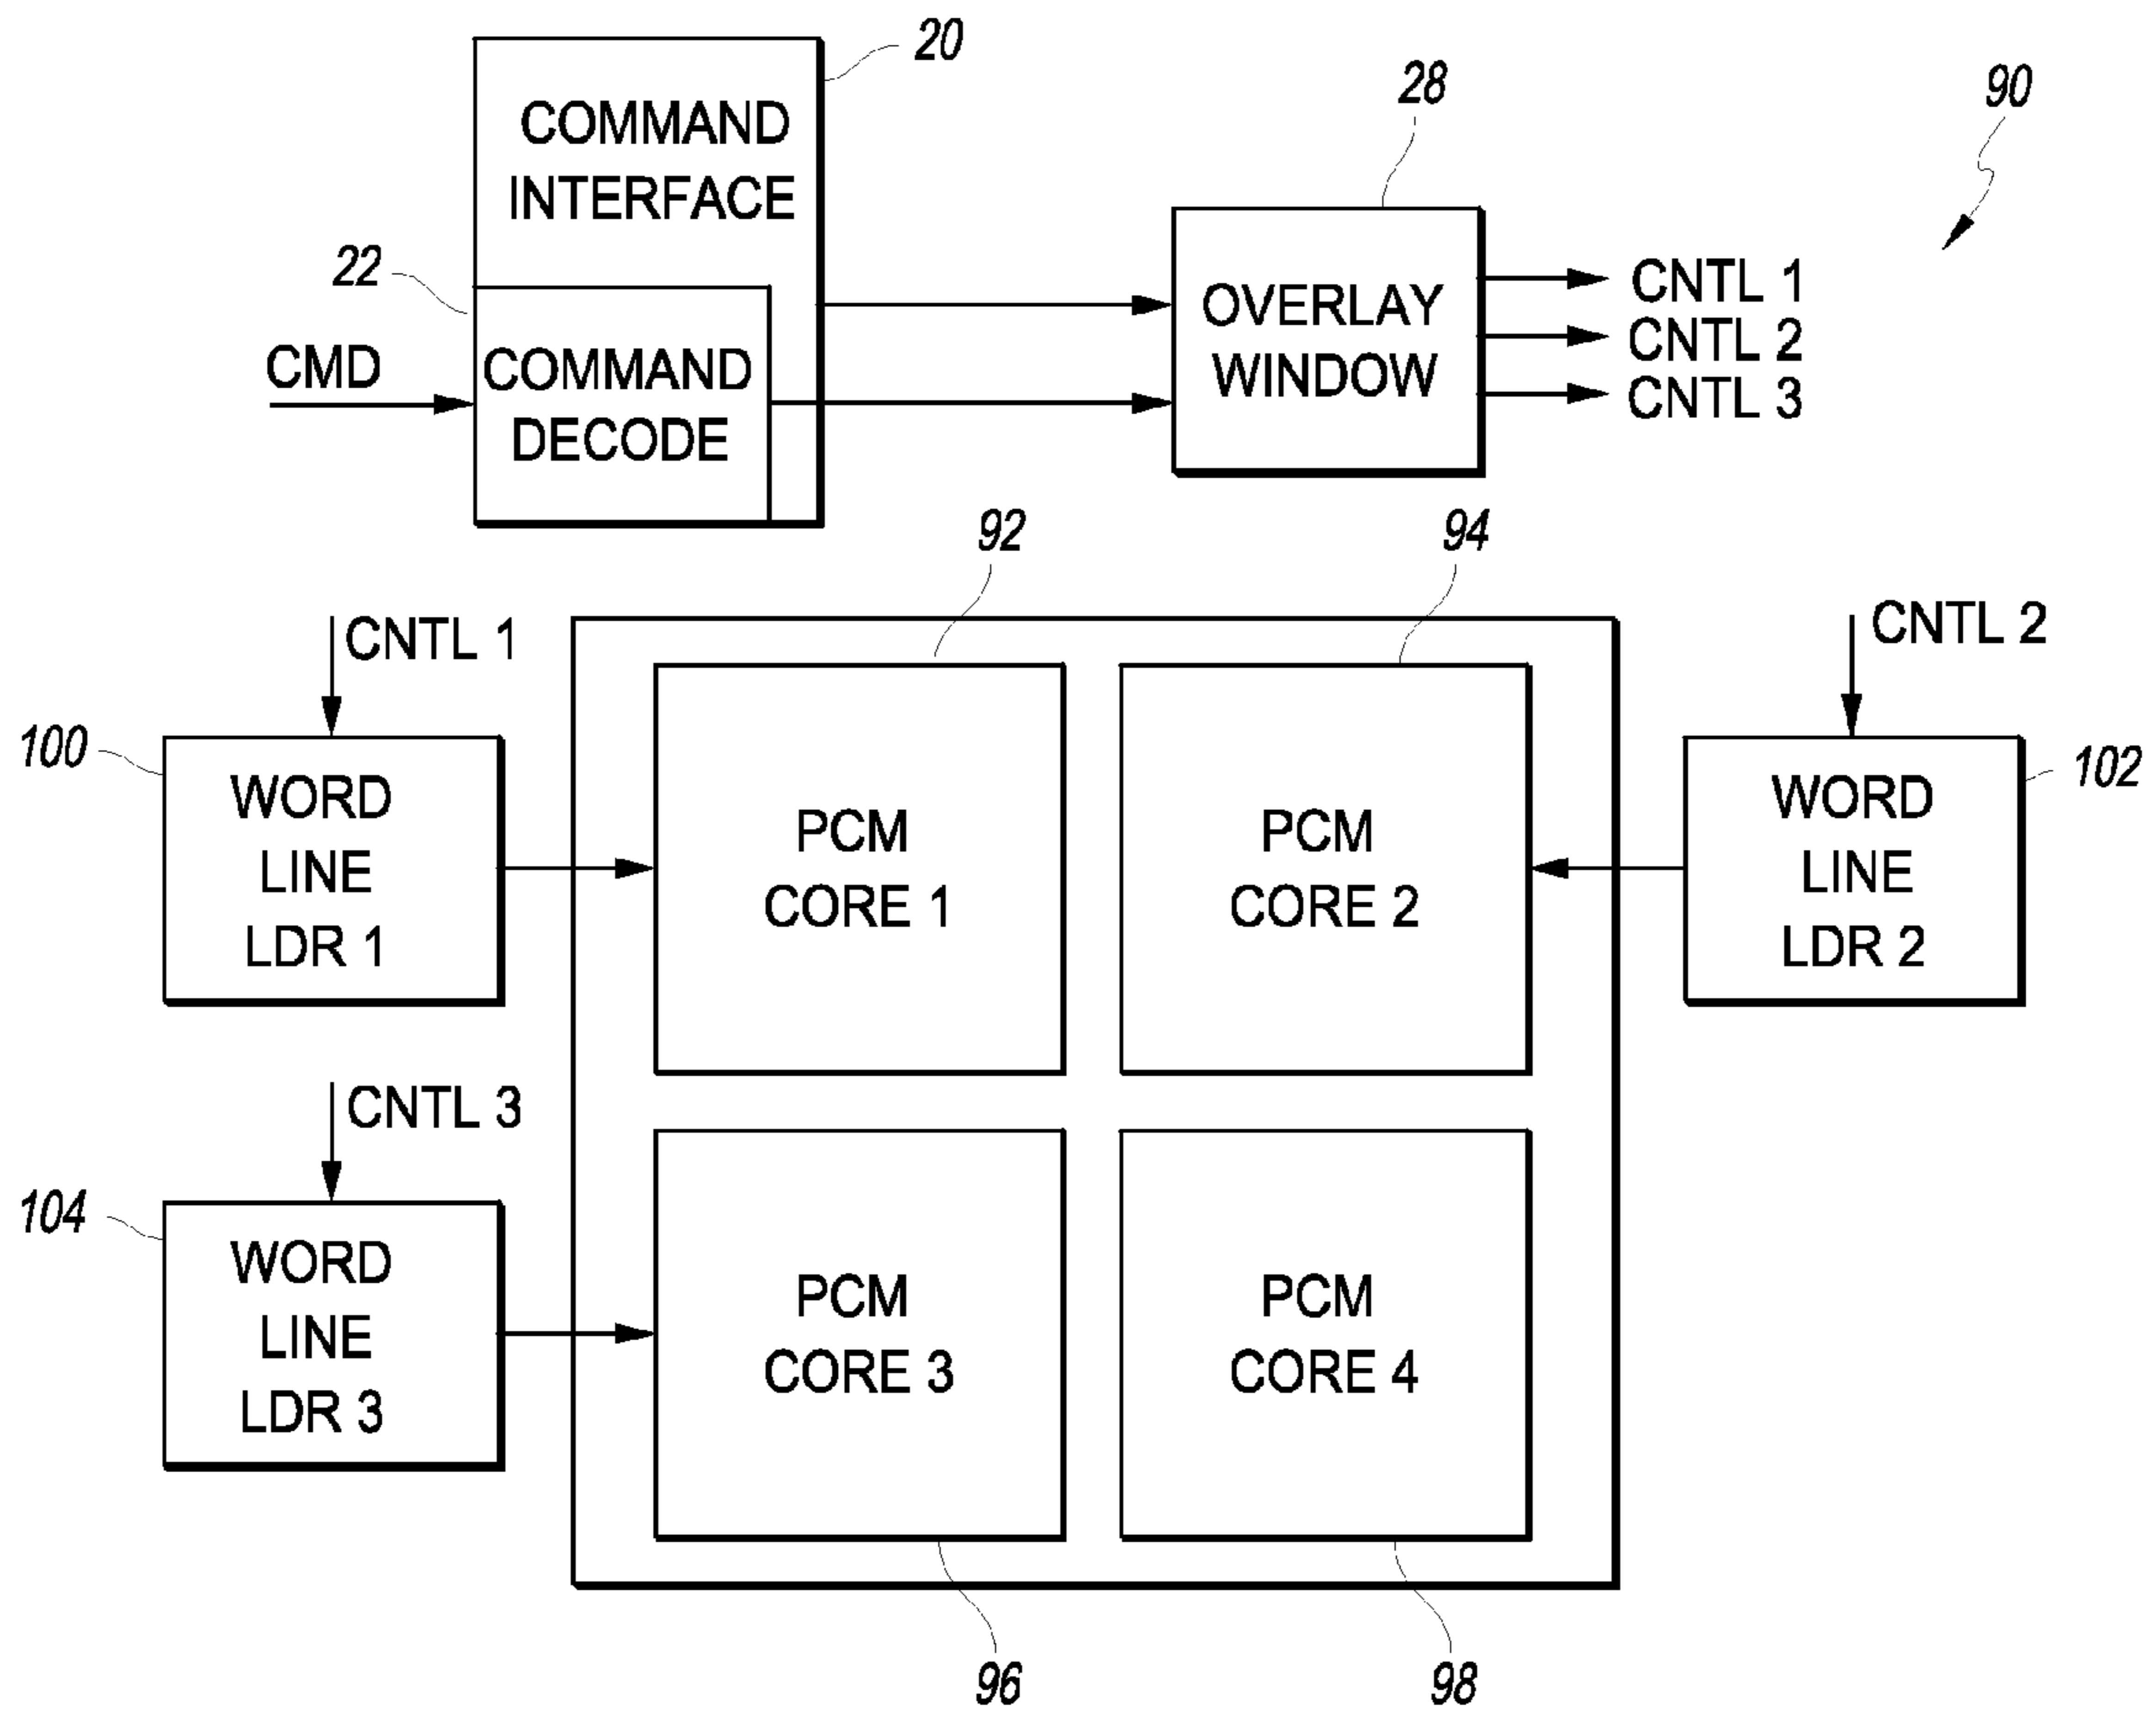 20
COMMAND
INTERFACE
28
90
22
CMD
COMMAND
DECODE
OVERLAY
WINDOW
CNTL 1
CNTL 2
CNTL 3
92
94
CNTL 1
CNTL 2
100
WORD
LINE
LDR 1
PCM
CORE 1
PCM
CORE 2
102
WORD
LINE
LDR 2
CNTL 3
104
WORD
LINE
LDR 3
PCM
CORE 3
PCM
CORE 4
96
98